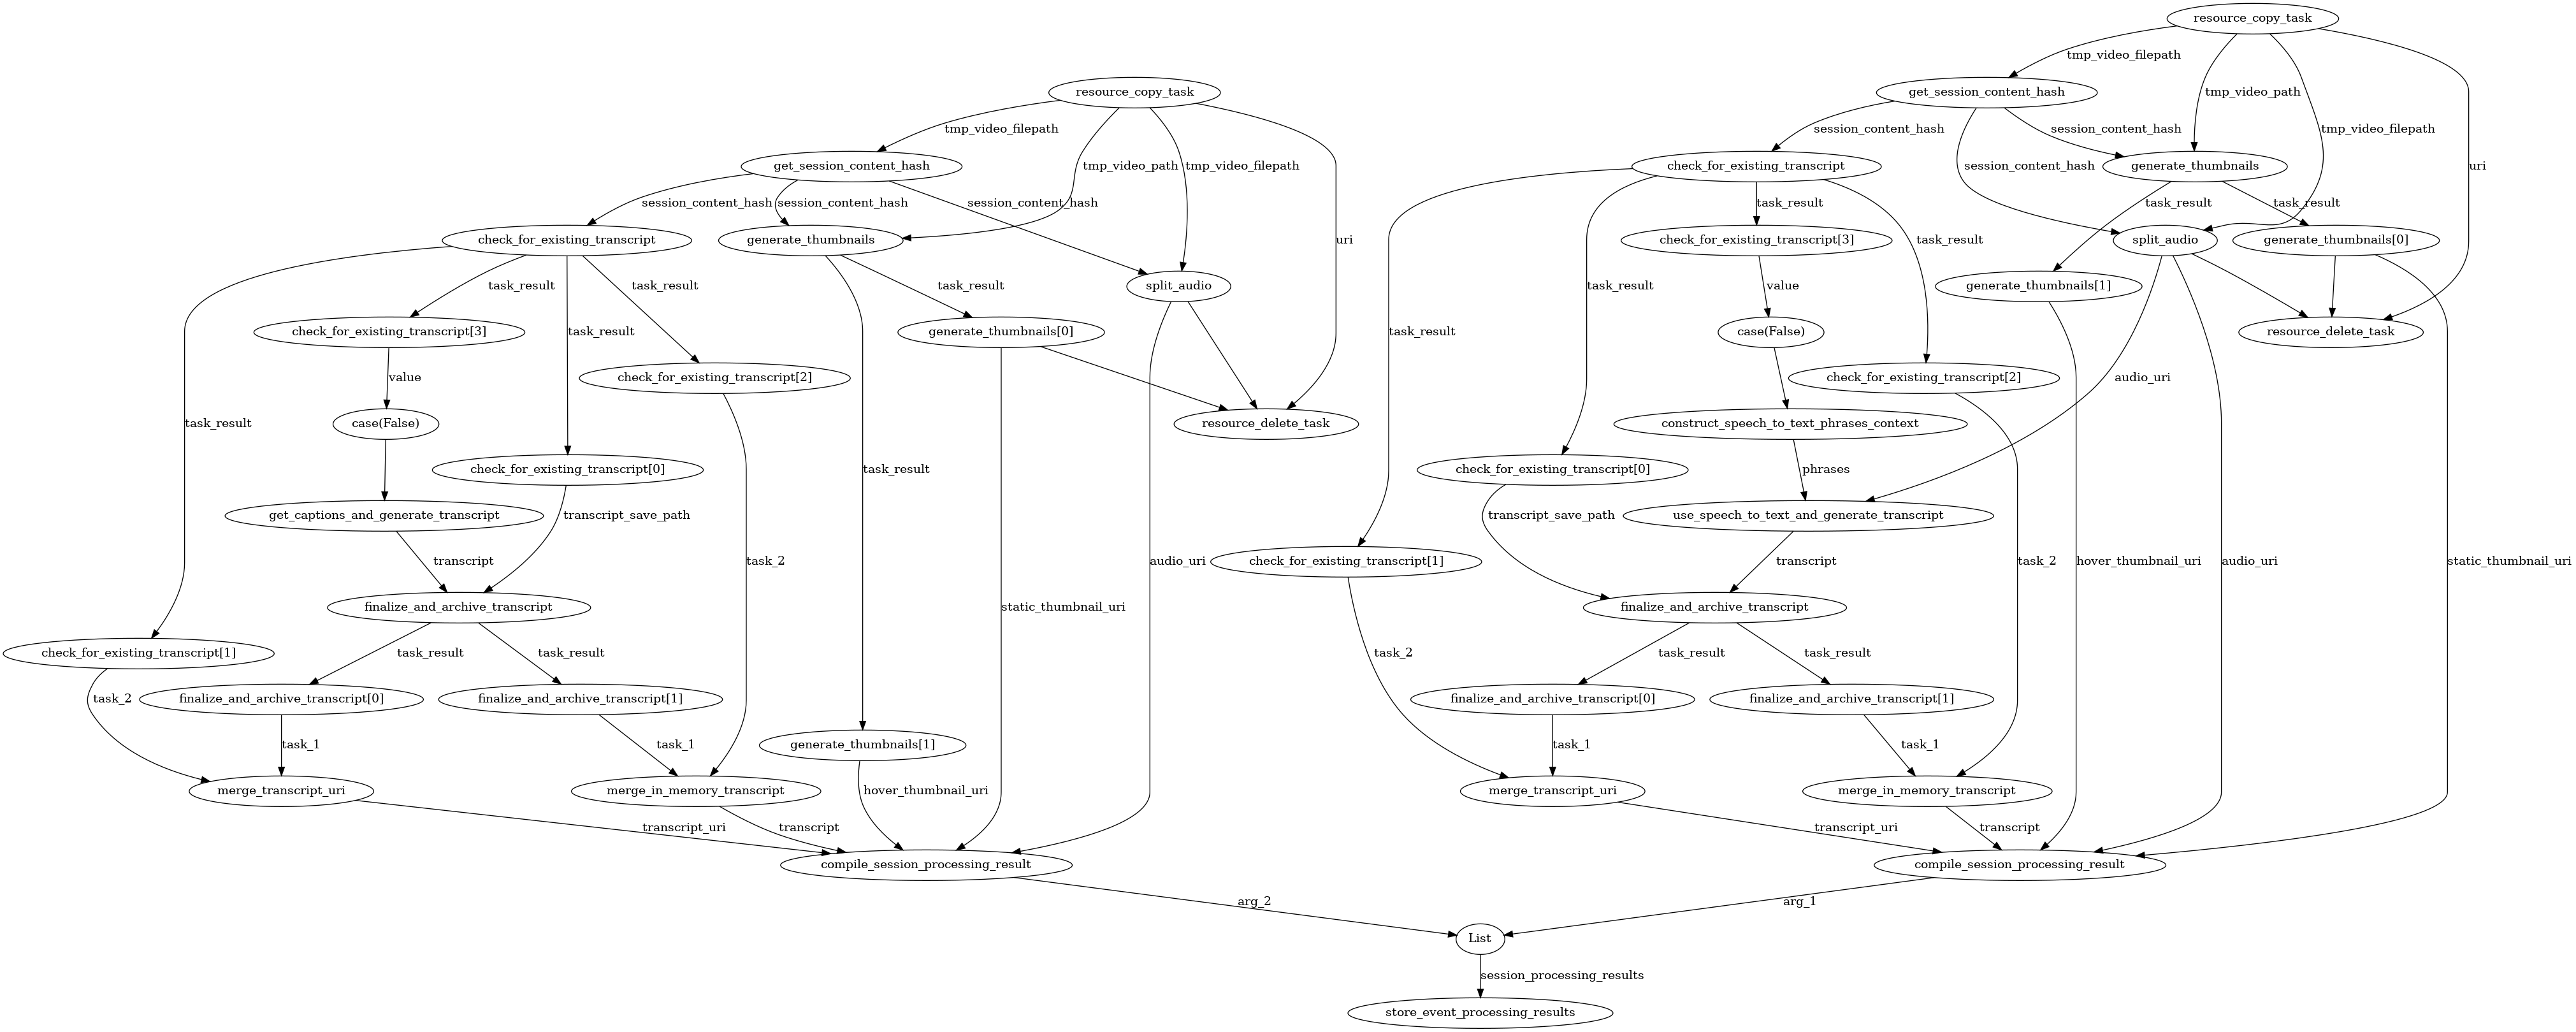 resource_copy_task
tmp_video_filepath
resource_copy_task
get_session_content_hash
tmp_video_path
tmp_video_filepath
session_content_hash
session_content_hash
tmp_video_filepath
get_session_content_hash
tmp_video_path
tmp_video_filepath
check_for_existing_transcript
session_content_hash
generate_thumbnails
uri
session_content_hash
session_content_hash
session_content_hash
task_result
task_result
task_result
check_for_existing_transcript
generate_thumbnails
uri
check_for_existing_transcript[3]
task_result
split_audio
generate_thumbnails[0]
task_result
task_result
task_result
split_audio
task_result
value
generate_thumbnails[1]
check_for_existing_transcript[3]
task_result
generate_thumbnails[0]
task_result
case(False)
resource_delete_task
value
check_for_existing_transcript[2]
check_for_existing_transcript[2]
audio_uri
task_result
case(False)
resource_delete_task
construct_speech_to_text_phrases_context
check_for_existing_transcript[0]
task_result
check_for_existing_transcript[0]
phrases
get_captions_and_generate_transcript
transcript_save_path
transcript_save_path
use_speech_to_text_and_generate_transcript
transcript
task_2
audio_uri
check_for_existing_transcript[1]
transcript
task_2
hover_thumbnail_uri
audio_uri
static_thumbnail_uri
finalize_and_archive_transcript
static_thumbnail_uri
finalize_and_archive_transcript
check_for_existing_transcript[1]
task_result
task_result
task_2
task_result
task_result
task_2
finalize_and_archive_transcript[0]
finalize_and_archive_transcript[1]
finalize_and_archive_transcript[0]
finalize_and_archive_transcript[1]
task_1
task_1
generate_thumbnails[1]
task_1
task_1
merge_transcript_uri
merge_in_memory_transcript
hover_thumbnail_uri
merge_transcript_uri
merge_in_memory_transcript
transcript_uri
transcript
transcript_uri
transcript
compile_session_processing_result
compile_session_processing_result
arg_2
arg_1
List
session_processing_results
store_event_processing_results